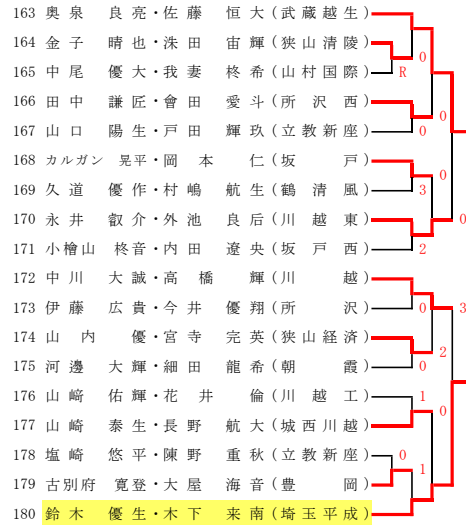 163 奥泉 良亮・佐藤 恒大(武蔵越生)
164 金子 晴也・洙田 宙輝(狭山清陵)
0
165 中尾 優大・我妻 柊希(山村国際)
R
166 田中 謙匠・會田 愛斗(所沢西)
0
167 山口 陽生・戸田 輝玖(立教新座)
0
168 カルガン 晃平・岡本 仁(坂戸)
0
169 久道 優作・村嶋 航生(鶴清風)
3
170 永井 叡介・外池 良后(川越東)
0
171 小檜山 柊音・内田 遼央(坂戸西)
2
172 中川 大誠・高橋 輝(川越)
173 伊藤 広貴・今井 優翔(所沢)
0
3
174 山内 優・宮寺 完英(狭山経済)
2
175 河邊 大輝・細田 龍希(朝霞)
0
176 山﨑 佑輝・花井 倫(川越工)
1
0
177 山崎 泰生・長野 航大(城西川越)
178 塩崎 悠平・陳野 重秋(立教新座)
0
1
179 古別府 寛登・大屋 海音(豊岡)
180 鈴木 優生・木下 来南(埼玉平成)